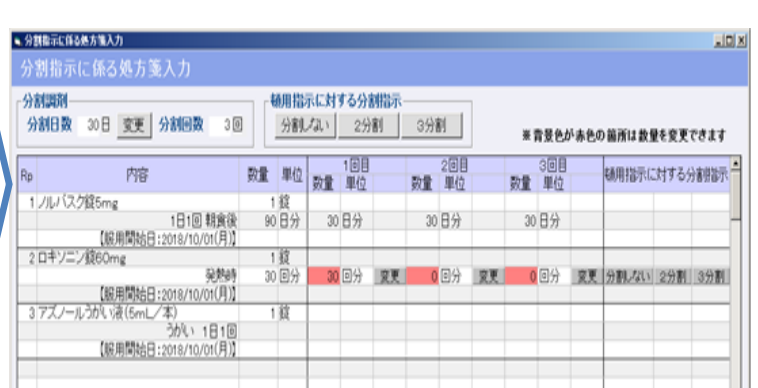 分割指示に係る処方箋入力
分割指示に係る処方箋入力
分割調剤
分割日数 30日 変更 分割回数 3回
頓用指示に対する分割指示
分割しない 2分割 3分割
※背景色が赤色の箇所は数量を変更できます
Rp 内容 数量 単位 1回目 数量 単位 2回目 数量 単位 3回目 数量 単位 頓用指示に対する分割指示
1 ノルバスク錠5mg 1 錠
1日1回 朝食後 90 日分 30 日分 30 日分 30 日分
【服用開始日:2018/10/01(月)】
2 ロキソニン錠60mg 1 錠
発熱時 30 回分 30 回分 変更 0 回分 変更 0 回分 変更 分割しない 2分割 3分割
【服用開始日:2018/10/01(月)】
3 アズノールうがい液(5mL/本) 1 錠
うがい 1日1回
【服用開始日:2018/10/01(月)】